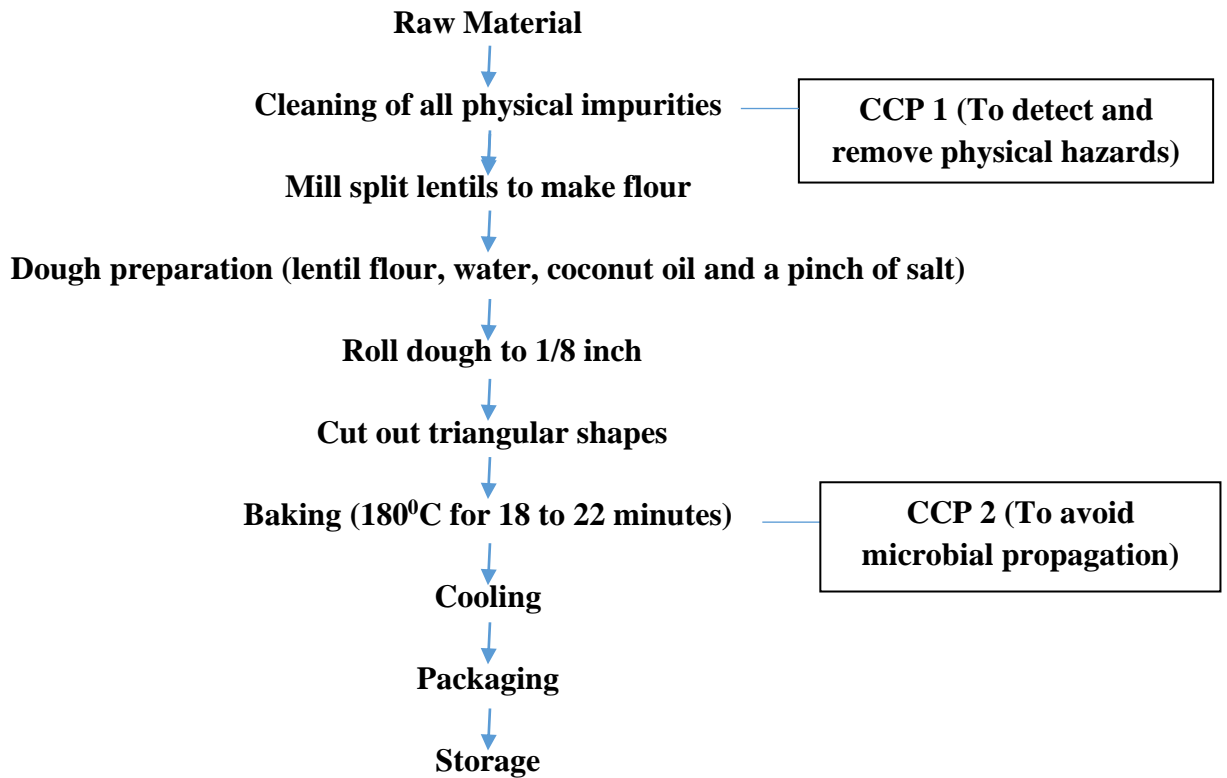 Raw Material
Cleaning of all physical impurities
CCP 1 (To detect and
remove physical hazards)
Mill split lentils to make flour
Dough preparation (lentil flour, water, coconut oil and a pinch of salt)
Roll dough to 1/8 inch
Cut out triangular shapes
Baking (180⁰C for 18 to 22 minutes)
CCP 2 (To avoid
microbial propagation)
Cooling
Packaging
Storage